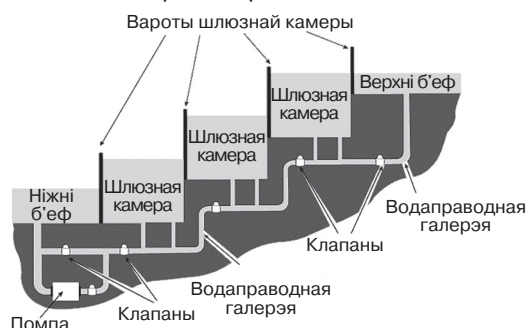 Вароты шлюзнай камеры
Верхні б'еф
Шлюзная
камера
Шлюзная
камера
Шлюзная
камера
Ніжні
б'еф
Водаправодная
галерэя
Клапаны
Водаправодная
галерэя
Клапаны
Помпа